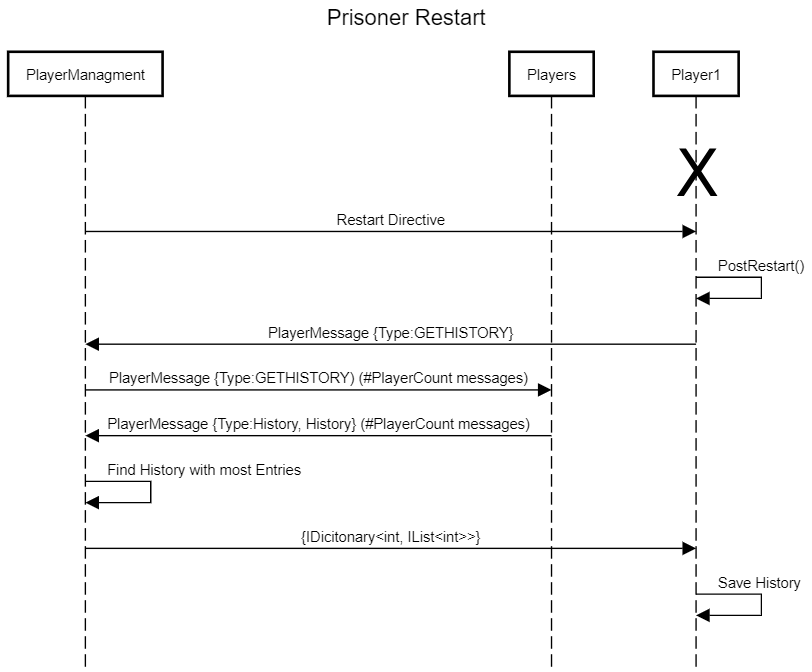 Prisoner Restart
PlayerManagment
Players
Player1
X
Restart Directive
PostRestart()
PlayerMessage {Type:GETHISTORY}
PlayerMessage {Type:GETHISTORY) (#PlayerCount messages)
PlayerMessage {Type:History, History} (#PlayerCount messages)
Find History with most Entries
{IDicitonary<int, IList<int>>}
Save History